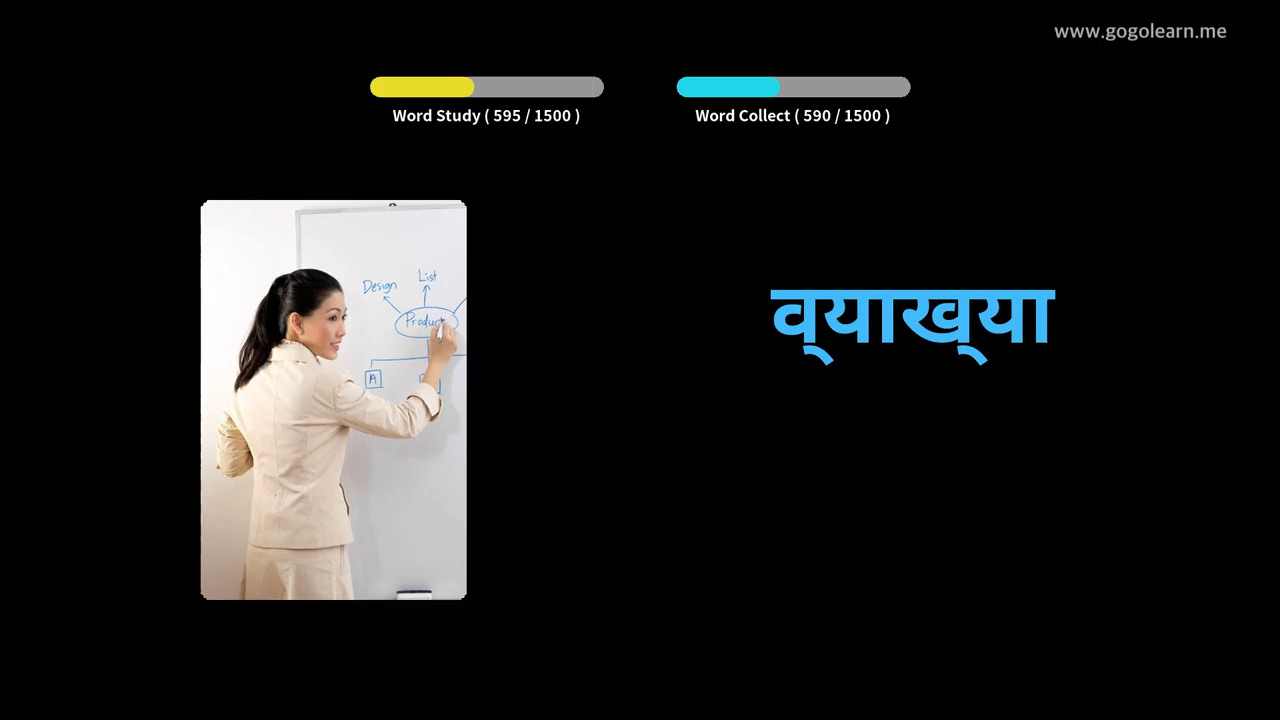 www.gogolearn.me
Word Study ( 595 / 1500 )
Word Collect ( 590 / 1500 )
Design
List
Product
A
व्‌याख्‌या